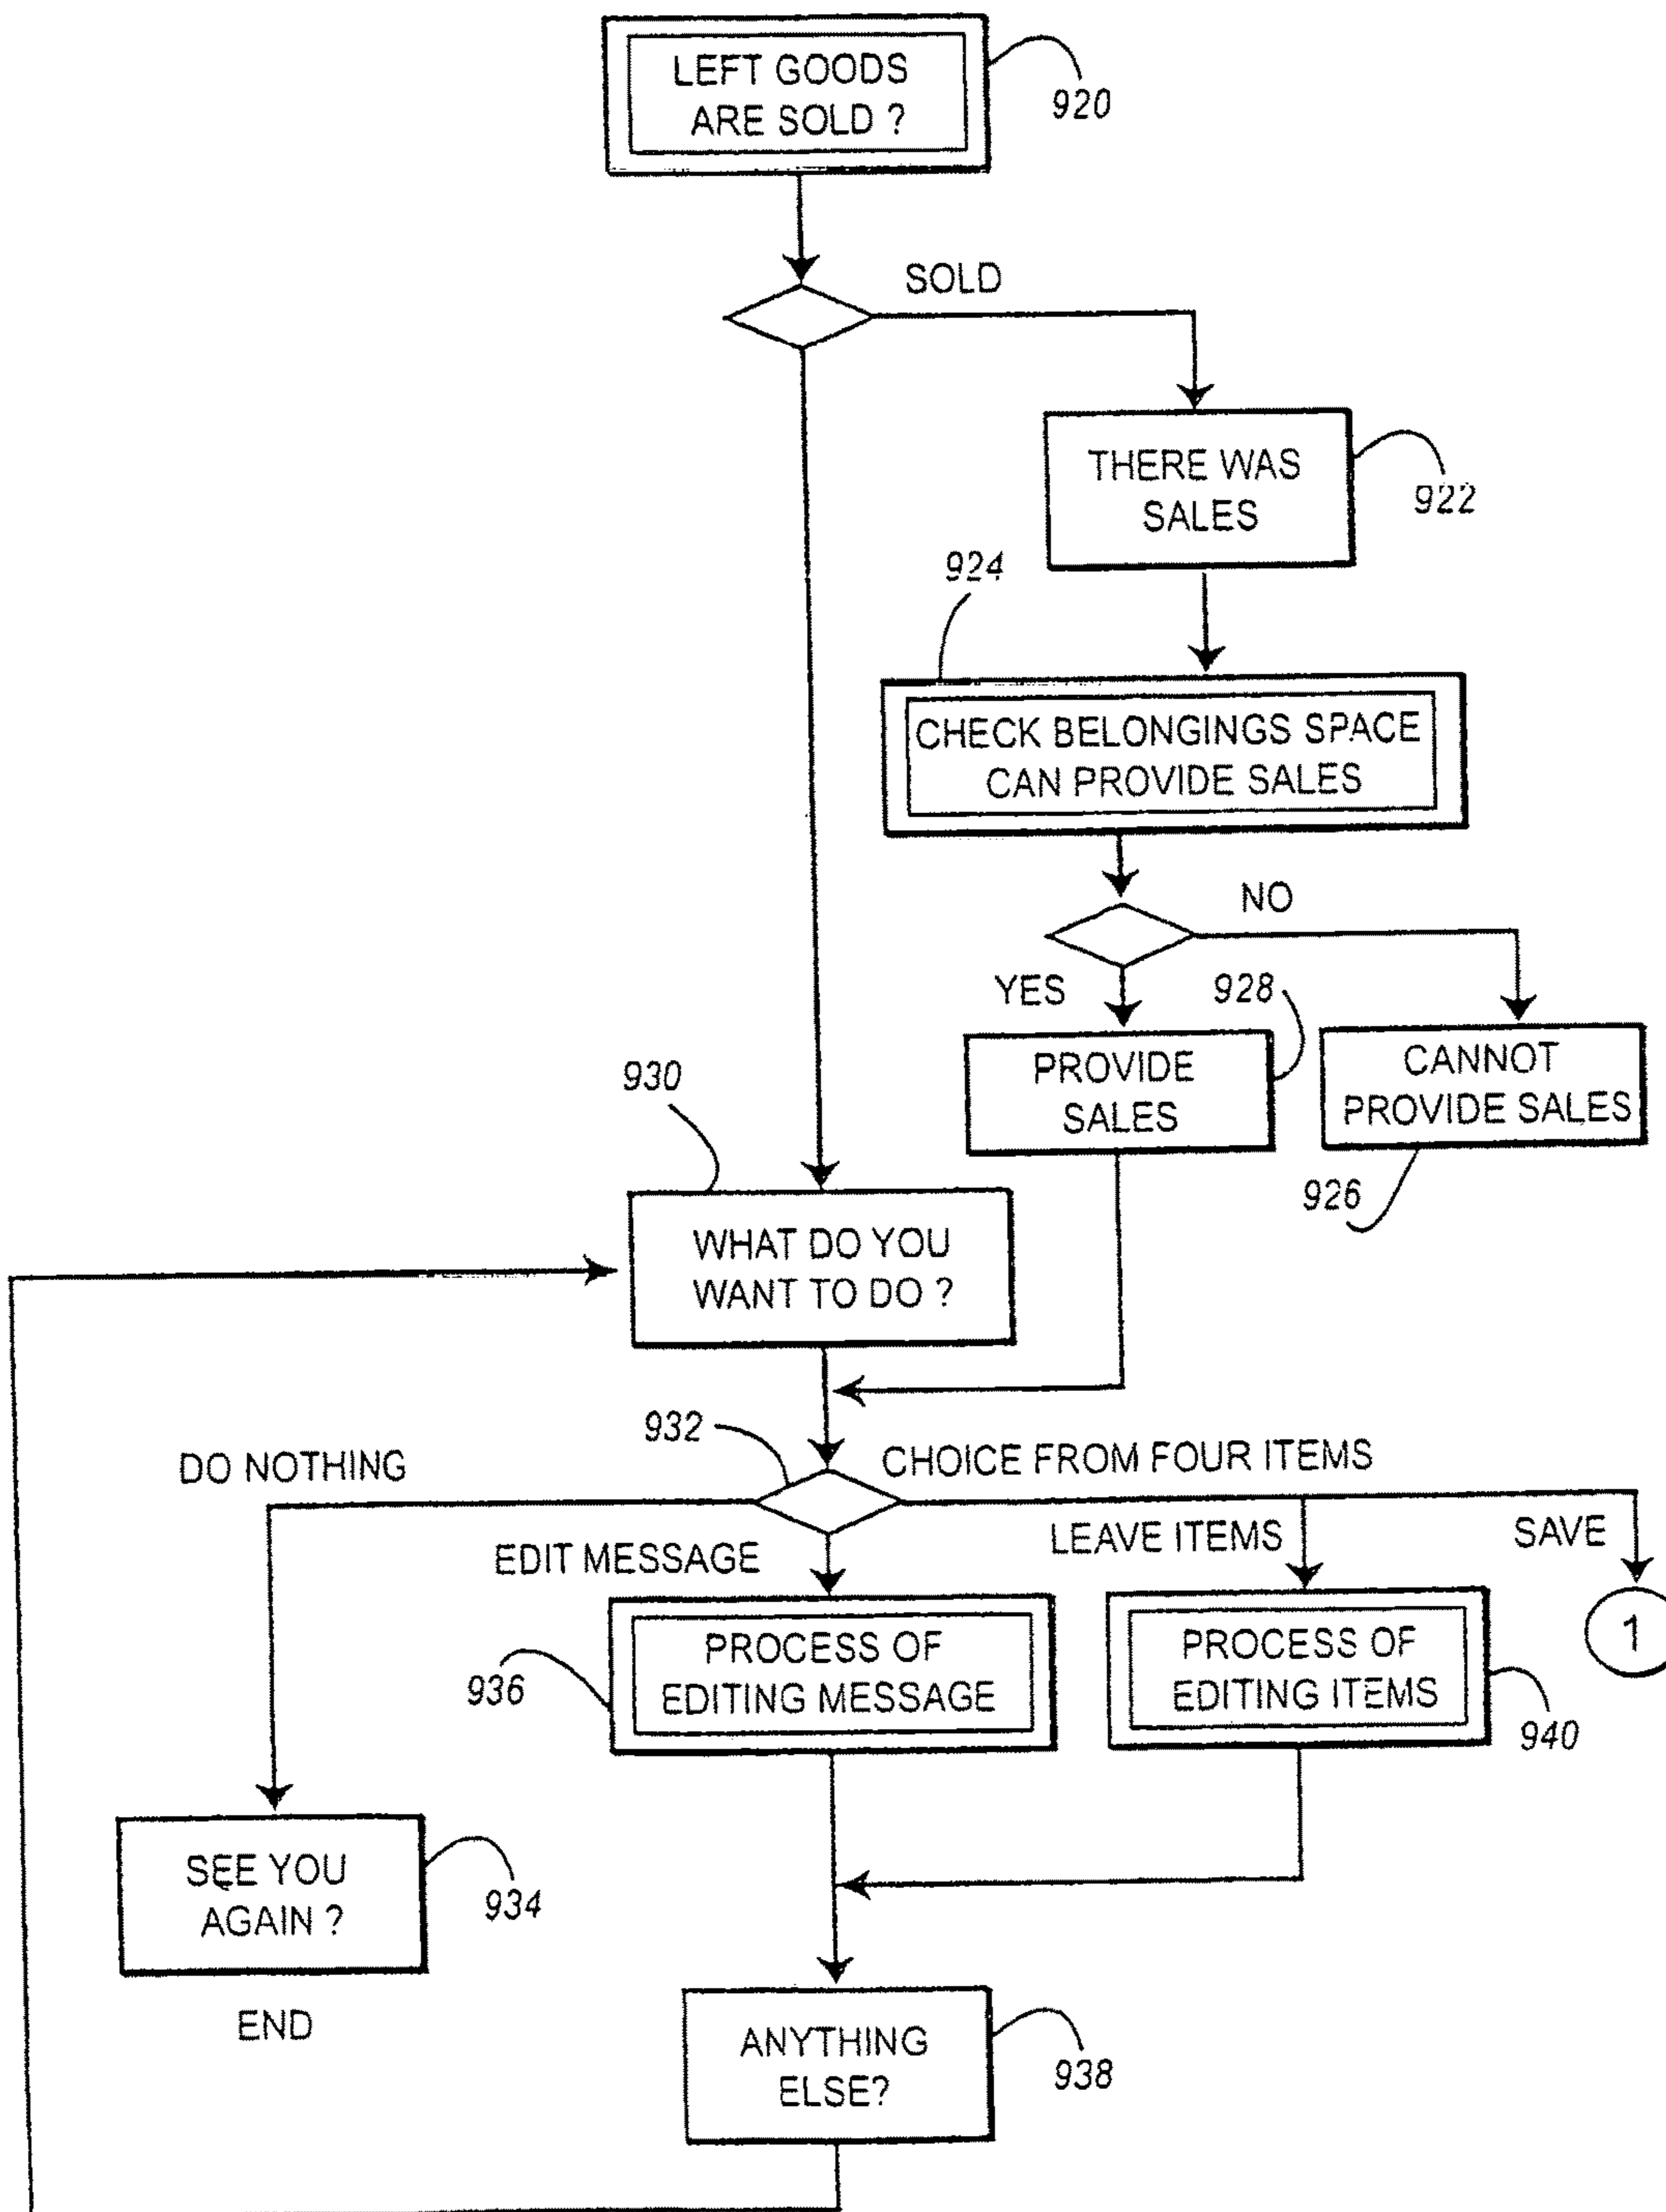 LEFT GOODS
ARE SOLD ?
920
SOLD
THERE WAS
SALES
922
924
CHECK BELONGINGS SPACE
CAN PROVIDE SALES
NO
YES
928
PROVIDE
SALES
CANNOT
PROVIDE SALES
926
930
WHAT DO YOU
WANT TO DO ?
932
DO NOTHING
CHOICE FROM FOUR ITEMS
EDIT MESSAGE
LEAVE ITEMS
SAVE
PROCESS OF
EDITING MESSAGE
936
PROCESS OF
EDITING ITEMS
940
1
SEE YOU
AGAIN ?
934
END
ANYTHING
ELSE?
938